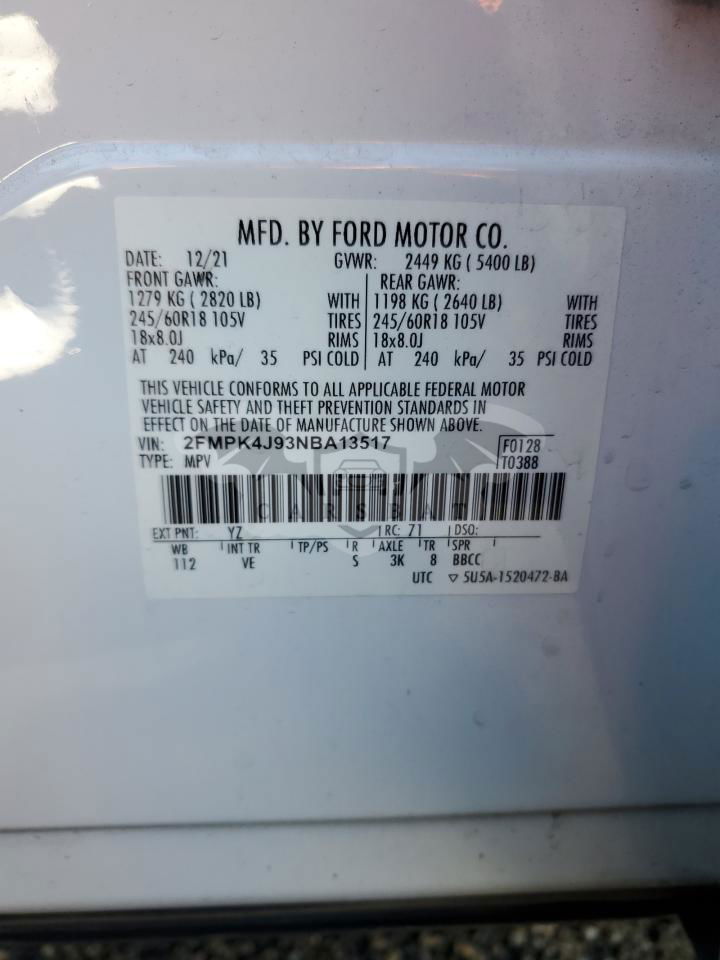 MFD. BY FORD MOTOR CO.
DATE: 12/21 GVWR: 2449 KG ( 5400 LB)
FRONT GAWR: REAR GAWR:
1279 KG ( 2820 LB) WITH 1198 KG ( 2640 LB) WITH
245/60R18 105V TIRES 245/60R18 105V TIRES
18x8.0J RIMS 18x8.0J RIMS
AT 240 kPa/ 35 PSI COLD AT 240 kPa/ 35 PSI COLD
THIS VEHICLE CONFORMS TO ALL APPLICABLE FEDERAL MOTOR
VEHICLE SAFETY AND THEFT PREVENTION STANDARDS IN
EFFECT ON THE DATE OF MANUFACTURE SHOWN ABOVE.
VIN: 2FMPK4J93NBA13517 F0128
TYPE: MPV T0388
CARSBAT
EXT PNT: YZ RC: 71 DSO:
WB INT TR TP/PS R AXLE TR SPR
112 VE S 3K 8 BBCC
UTC ▽ 5U5A-1520472-BA